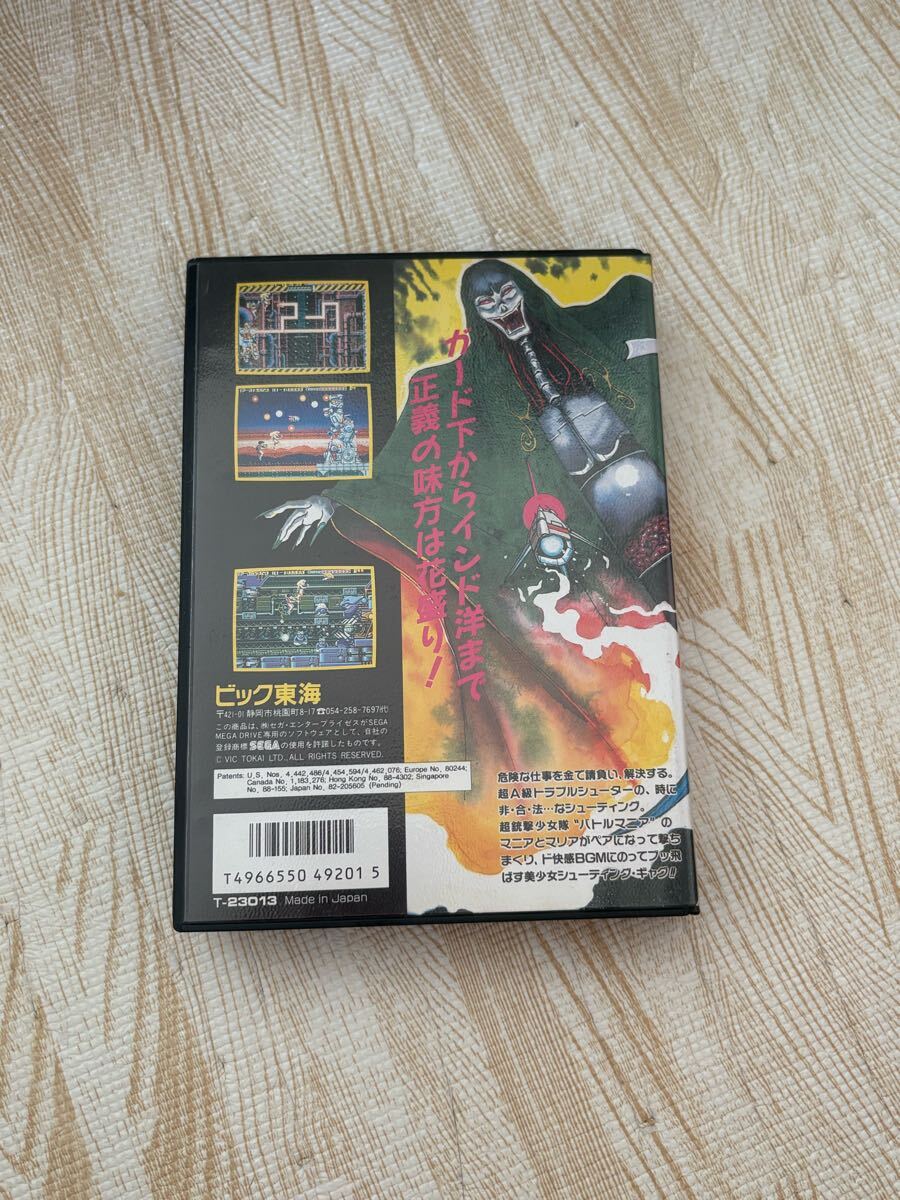 ガード下からインド洋まで
正義の味方は花盛り!
ビック東海
〒421-01 静岡市桃園町8-17 ☎054-258-7697㈹
この商品は、㈱セガ・エンタープライゼスがSEGA
MEGA DRIVE専用のソフトウェアとして、自社の
登録商標 SEGA の使用を許諾したものです。
© VIC TOKAI LTD., ALL RIGHTS RESERVED.
Patents: U.S. Nos. 4,442,486/4,454,594/4,462,076; Europe No. 80244;
Canada No. 1,183,276; Hong Kong No. 88-4302; Singapore
No. 88-155; Japan No. 82-205605 (Pending)
T4966550 49201 5
T-23013 Made in Japan
危険な仕事を金で請負い、解決する。
超A級トラブルシューターの、時に
非・合・法…なシューティング。
超銃撃少女隊“バトルマニア”の
マニアとマリアがペアになって撃ち
まくり、ド快感BGMにのってブッ飛
ばす美少女シューティング・ギャグ!!